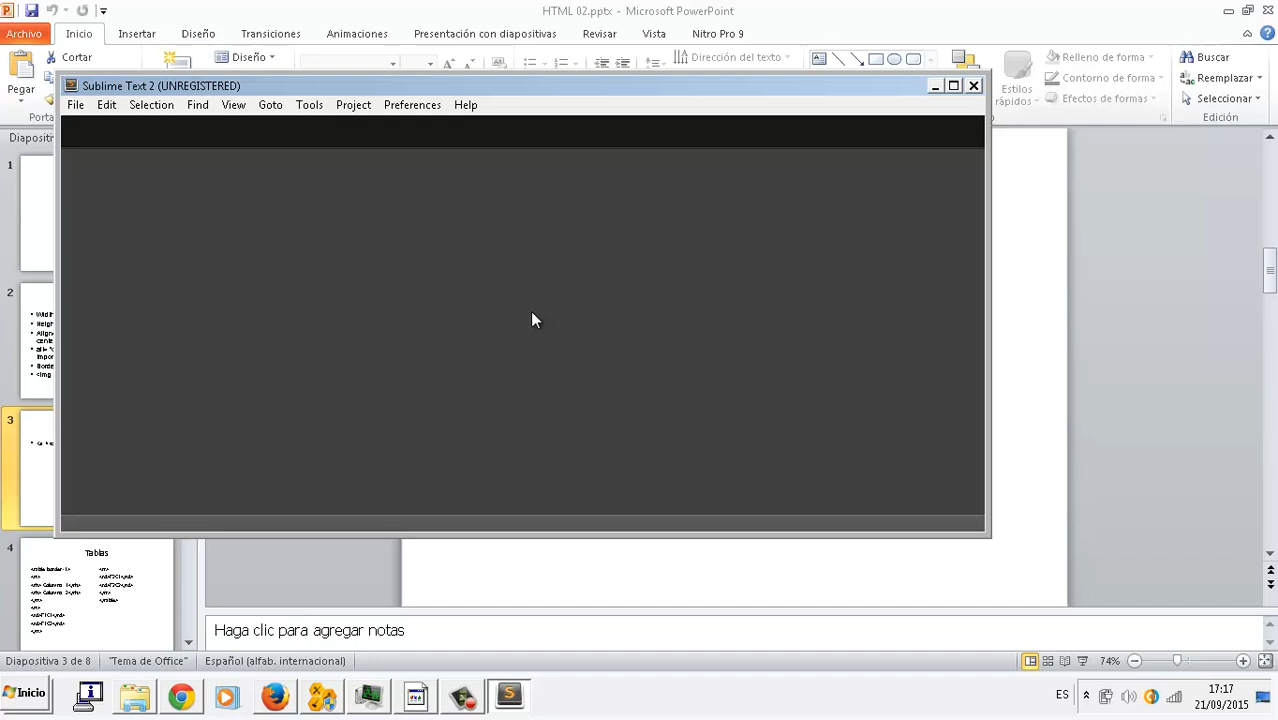 HTML 02.pptx - Microsoft PowerPoint
Archivo Inicio Insertar Diseño Transiciones Animaciones Presentación con diapositivas Revisar Vista Nitro Pro 9
Cortar
Diseño
Dirección del texto
Relleno de forma
Buscar
Contorno de forma
Reemplazar
Pegar
Estilos rápidos
Efectos de formas
Seleccionar
Porta
Edición
Sublime Text 2 (UNREGISTERED)
File Edit Selection Find View Goto Tools Project Preferences Help
Diapositi
1
2
3
4
Tablas
Haga clic para agregar notas
Diapositiva 3 de 8 "Tema de Office" Español (alfab. internacional) 74%
Inicio
ES
17:17
21/09/2015